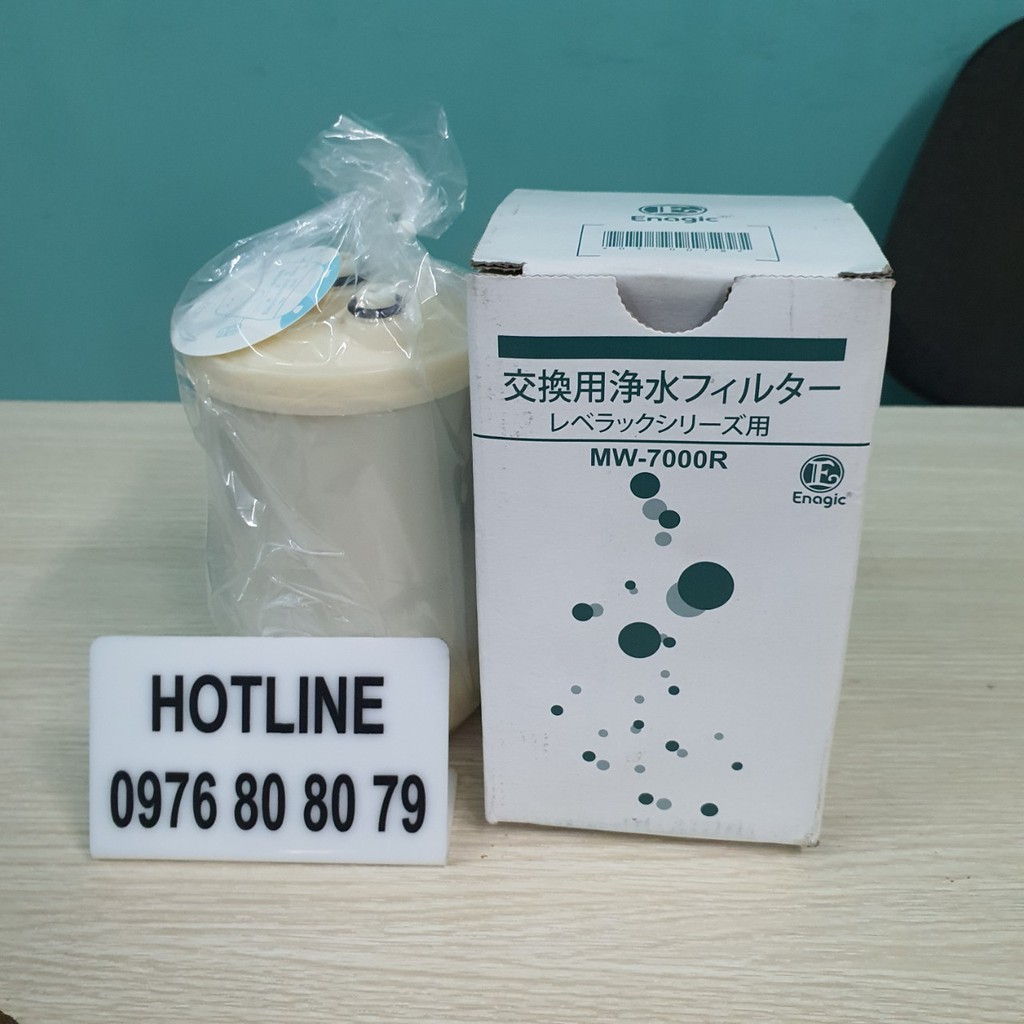 Enagic
交換用浄水フィルター
レベラックシリーズ用
MW-7000R
E
Enagic®
HOTLINE
0976 80 80 79